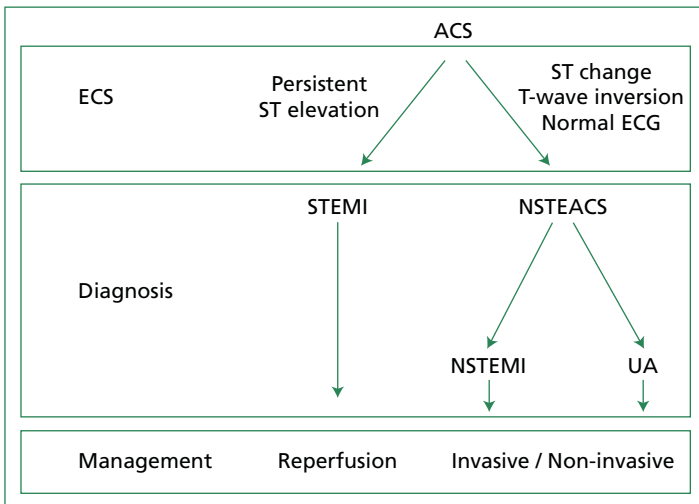 ACS
ECS
Persistent
ST elevation
ST change
T-wave inversion
Normal ECG
STEMI
NSTEACS
Diagnosis
NSTEMI
UA
Management
Reperfusion
Invasive / Non-invasive